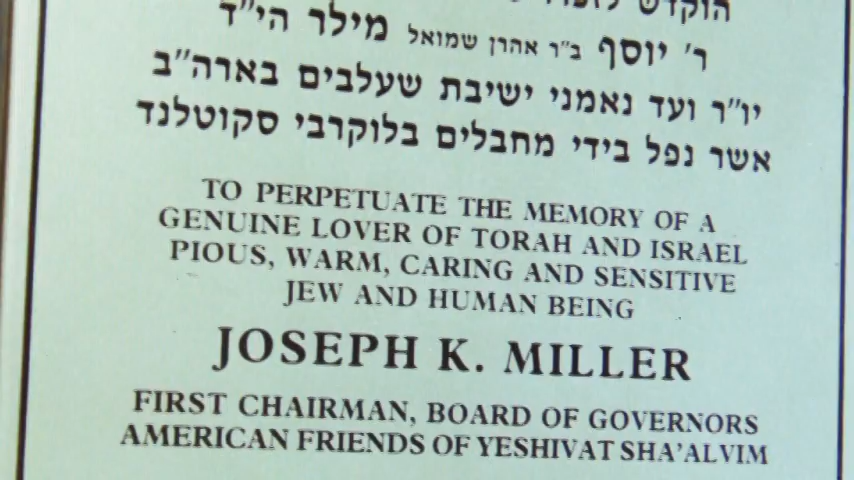 הוקדש לזכרו
ר' יוסף ב"ר אהרן שמואל מילר הי"ד
יו"ר ועד נאמני ישיבת שעלבים בארה"ב
אשר נפל בידי מחבלים בלוקרבי סקוטלנד
TO PERPETUATE THE MEMORY OF A
GENUINE LOVER OF TORAH AND ISRAEL
PIOUS, WARM, CARING AND SENSITIVE
JEW AND HUMAN BEING
JOSEPH K. MILLER
FIRST CHAIRMAN, BOARD OF GOVERNORS
AMERICAN FRIENDS OF YESHIVAT SHA'ALVIM